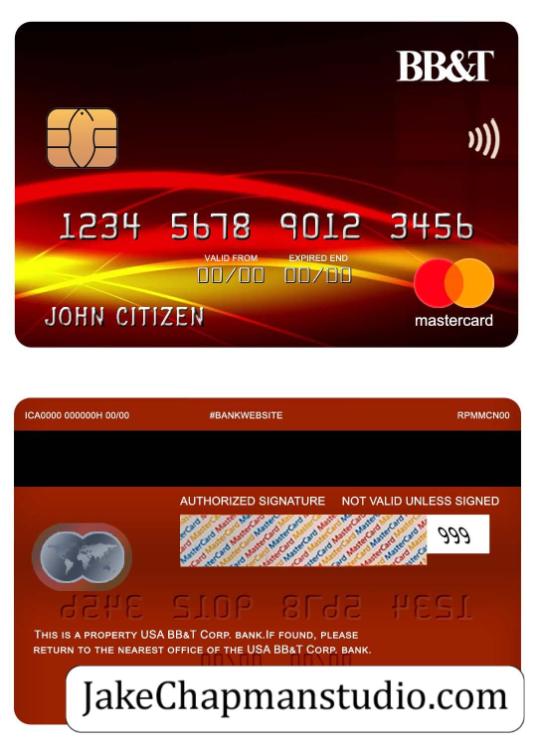 BB&T
1234 5678 9012 3456
VALID FROM EXPIRED END
00/00 00/00
JOHN CITIZEN
mastercard
ICA0000 000000H 00/00 #BANKWEBSITE RPMMCN00
AUTHORIZED SIGNATURE NOT VALID UNLESS SIGNED
999
THIS IS A PROPERTY USA BB&T CORP. BANK.IF FOUND, PLEASE
RETURN TO THE NEAREST OFFICE OF THE USA BB&T CORP. BANK.
JakeChapmanstudio.com